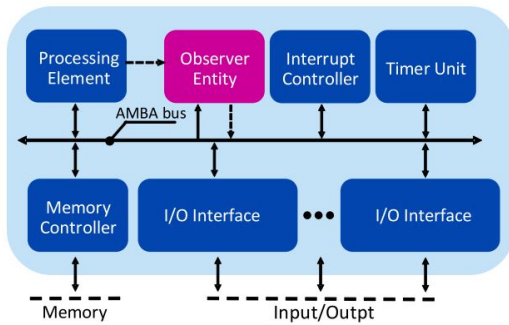 Processing
Element
Observer
Entity
Interrupt
Controller
Timer Unit
AMBA bus
Memory
Controller
I/O Interface
I/O Interface
Memory
Input/Outpt